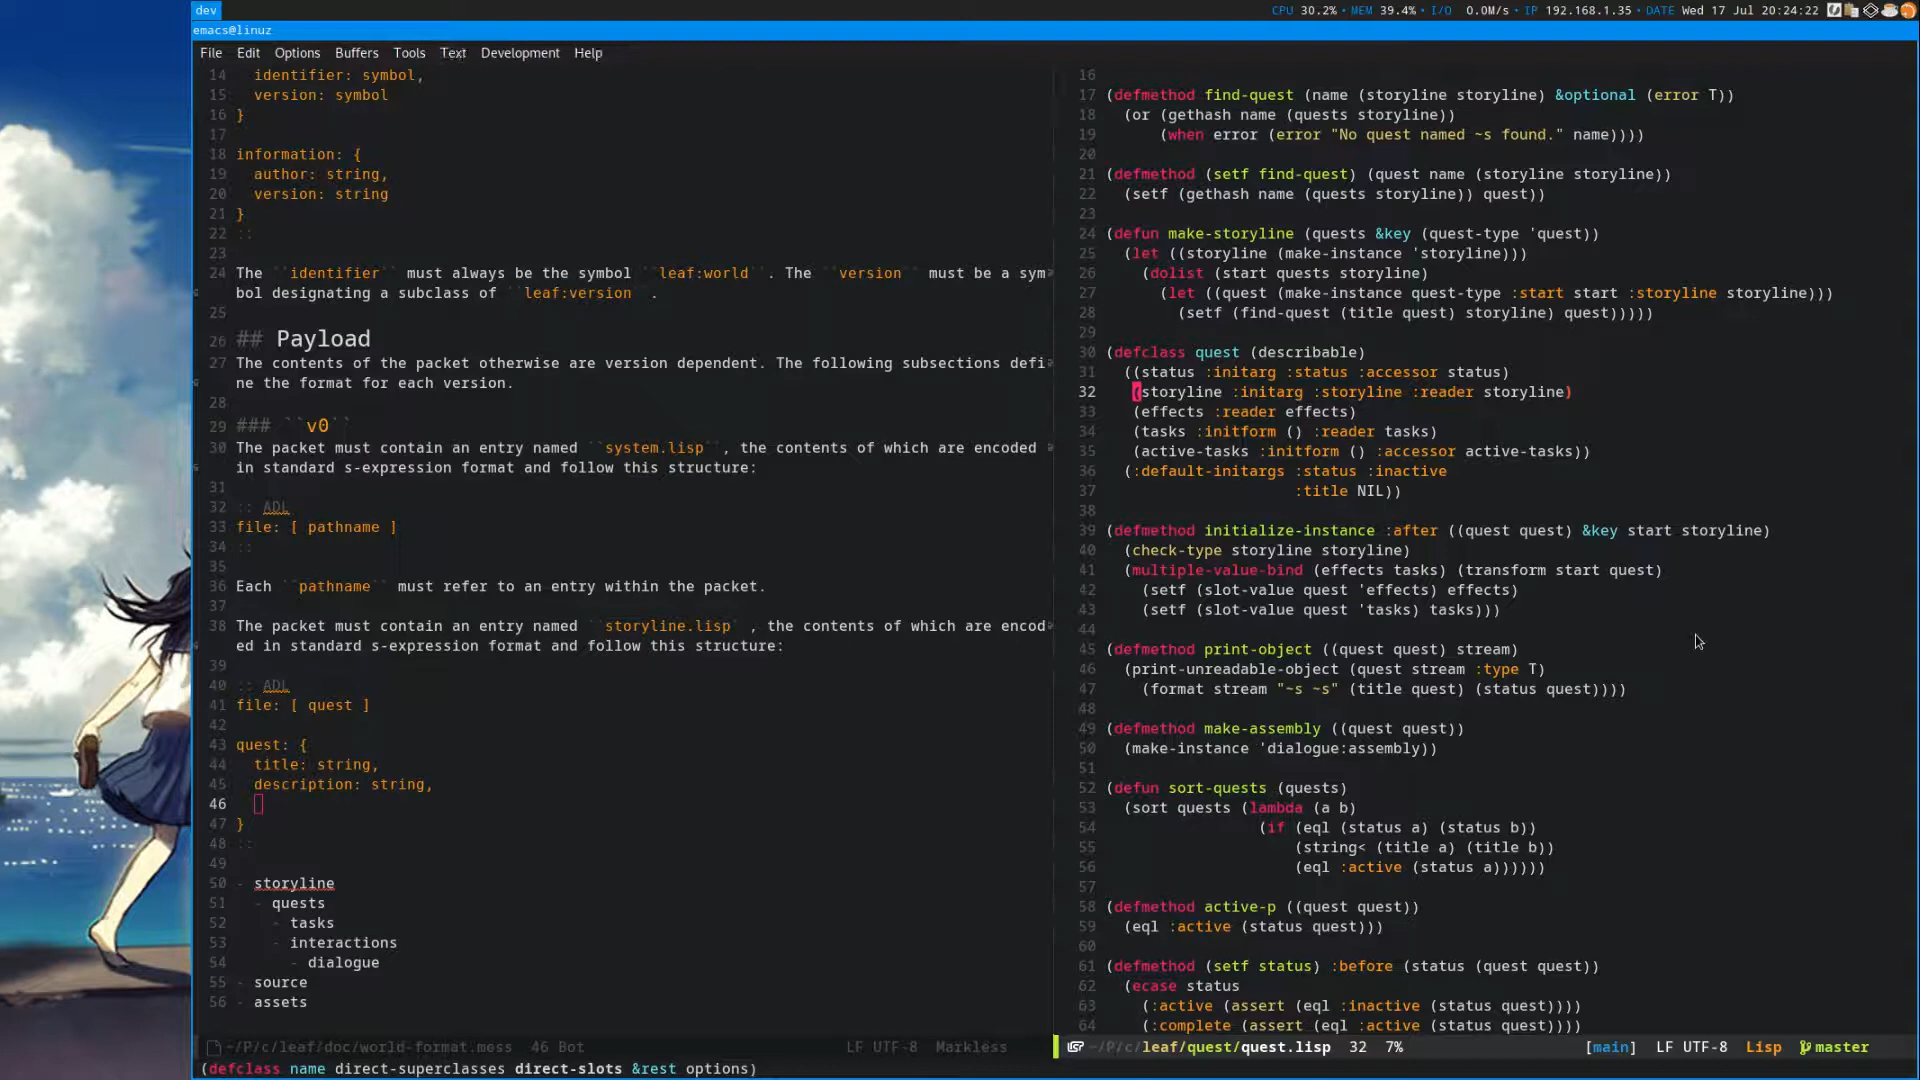 dev
CPU 30.2% • MEM 39.4% • I/O 0.0M/s • IP 192.168.1.35 • DATE Wed 17 Jul 20:24:22
emacs@linuz
File Edit Options Buffers Tools Text Development Help
14 identifier: symbol,
15 version: symbol
16 }
17
18 information: {
19 author: string,
20 version: string
21 }
22 ::
23
24 The ``identifier`` must always be the symbol ``leaf:world``. The ``version`` must be a sym
bol designating a subclass of ``leaf:version``.
25
26 ## Payload
27 The contents of the packet otherwise are version dependent. The following subsections defi
ne the format for each version.
28
29 ### ``v0``
30 The packet must contain an entry named ``system.lisp``, the contents of which are encoded
in standard s-expression format and follow this structure:
31
32 :: ADL
33 file: [ pathname ]
34 ::
35
36 Each ``pathname`` must refer to an entry within the packet.
37
38 The packet must contain an entry named ``storyline.lisp``, the contents of which are encod
ed in standard s-expression format and follow this structure:
39
40 :: ADL
41 file: [ quest ]
42
43 quest: {
44 title: string,
45 description: string,
46
47 }
48 ::
49
50 - storyline
51 - quests
52 - tasks
53 - interactions
54 - dialogue
55 - source
56 - assets
~/P/c/leaf/doc/world-format.mess 46 Bot LF UTF-8 Markless
16
17 (defmethod find-quest (name (storyline storyline) &optional (error T))
18 (or (gethash name (quests storyline))
19 (when error (error "No quest named ~s found." name))))
20
21 (defmethod (setf find-quest) (quest name (storyline storyline))
22 (setf (gethash name (quests storyline)) quest))
23
24 (defun make-storyline (quests &key (quest-type 'quest))
25 (let ((storyline (make-instance 'storyline)))
26 (dolist (start quests storyline)
27 (let ((quest (make-instance quest-type :start start :storyline storyline)))
28 (setf (find-quest (title quest) storyline) quest)))))
29
30 (defclass quest (describable)
31 ((status :initarg :status :accessor status)
32 (storyline :initarg :storyline :reader storyline)
33 (effects :reader effects)
34 (tasks :initform () :reader tasks)
35 (active-tasks :initform () :accessor active-tasks))
36 (:default-initargs :status :inactive
37 :title NIL))
38
39 (defmethod initialize-instance :after ((quest quest) &key start storyline)
40 (check-type storyline storyline)
41 (multiple-value-bind (effects tasks) (transform start quest)
42 (setf (slot-value quest 'effects) effects)
43 (setf (slot-value quest 'tasks) tasks)))
44
45 (defmethod print-object ((quest quest) stream)
46 (print-unreadable-object (quest stream :type T)
47 (format stream "~s ~s" (title quest) (status quest))))
48
49 (defmethod make-assembly ((quest quest))
50 (make-instance 'dialogue:assembly))
51
52 (defun sort-quests (quests)
53 (sort quests (lambda (a b)
54 (if (eql (status a) (status b))
55 (string< (title a) (title b))
56 (eql :active (status a))))))
57
58 (defmethod active-p ((quest quest))
59 (eql :active (status quest)))
60
61 (defmethod (setf status) :before (status (quest quest))
62 (ecase status
63 (:active (assert (eql :inactive (status quest))))
64 (:complete (assert (eql :active (status quest))))
~/P/c/leaf/quest/quest.lisp 32 7% [main] LF UTF-8 Lisp master
(defclass name direct-superclasses direct-slots &rest options)